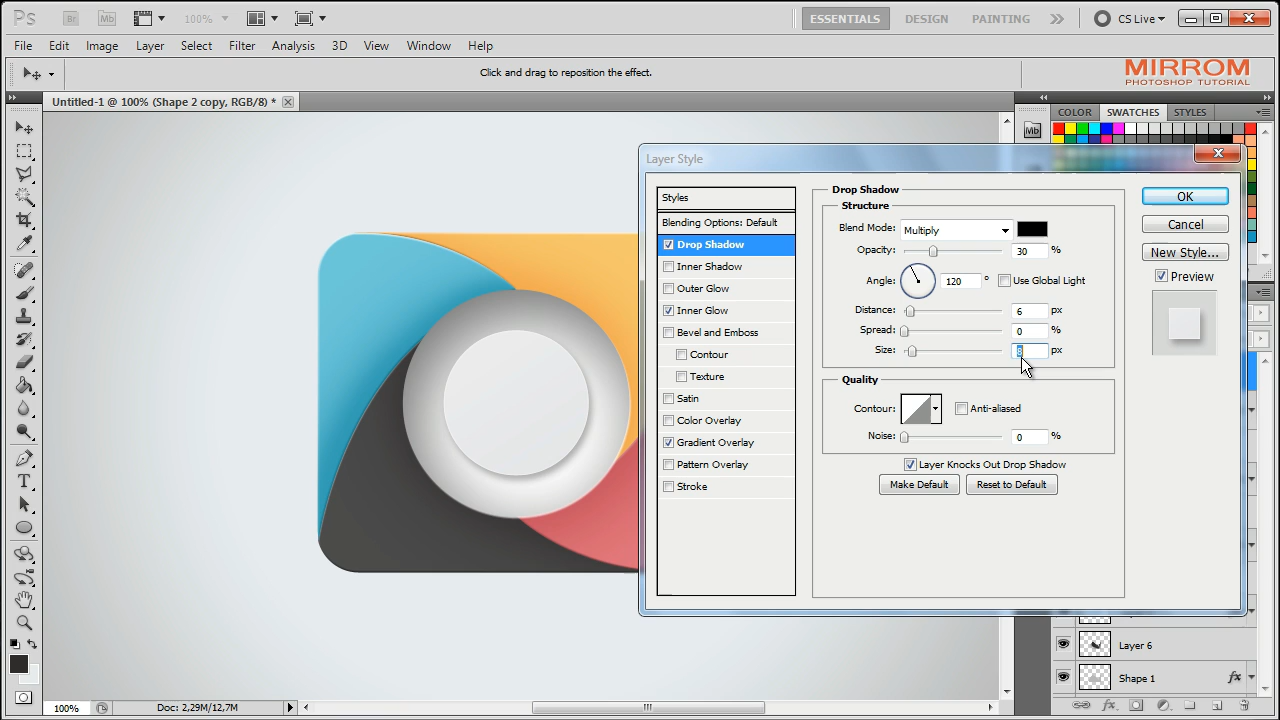 Ps Br Mb 100% ESSENTIALS DESIGN PAINTING CS Live
File Edit Image Layer Select Filter Analysis 3D View Window Help
Click and drag to reposition the effect.
MIRROM
PHOTOSHOP TUTORIAL
Untitled-1 @ 100% (Shape 2 copy, RGB/8) *
COLOR SWATCHES STYLES
Mb
Layer Style
Styles
Blending Options: Default
Drop Shadow
Inner Shadow
Outer Glow
Inner Glow
Bevel and Emboss
Contour
Texture
Satin
Color Overlay
Gradient Overlay
Pattern Overlay
Stroke
Drop Shadow
Structure
Blend Mode: Multiply
Opacity: 30 %
Angle: 120 ° Use Global Light
Distance: 6 px
Spread: 0 %
Size: 8 px
Quality
Contour: Anti-aliased
Noise: 0 %
Layer Knocks Out Drop Shadow
Make Default Reset to Default
OK
Cancel
New Style...
Preview
T
Layer 6
Shape 1 fx
100% Doc: 2,29M/12,7M
fx